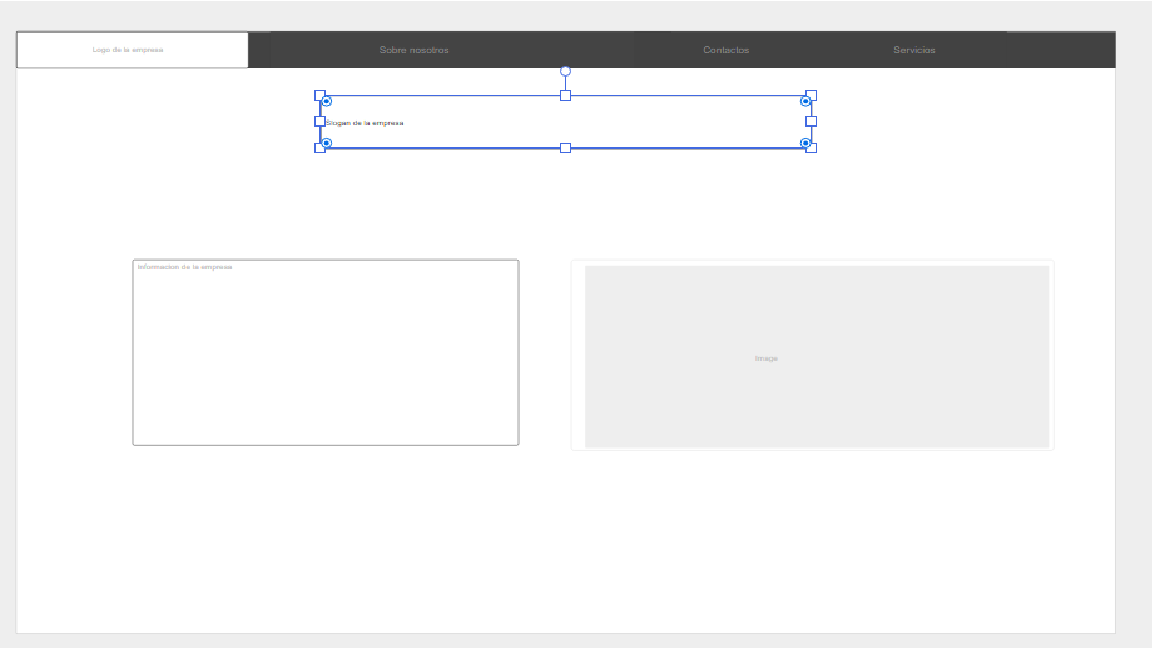 Logo de la empresa
Sobre nosotros
Contactos
Servicios
Slogan de la empresa
Informacion de la empresa
Image